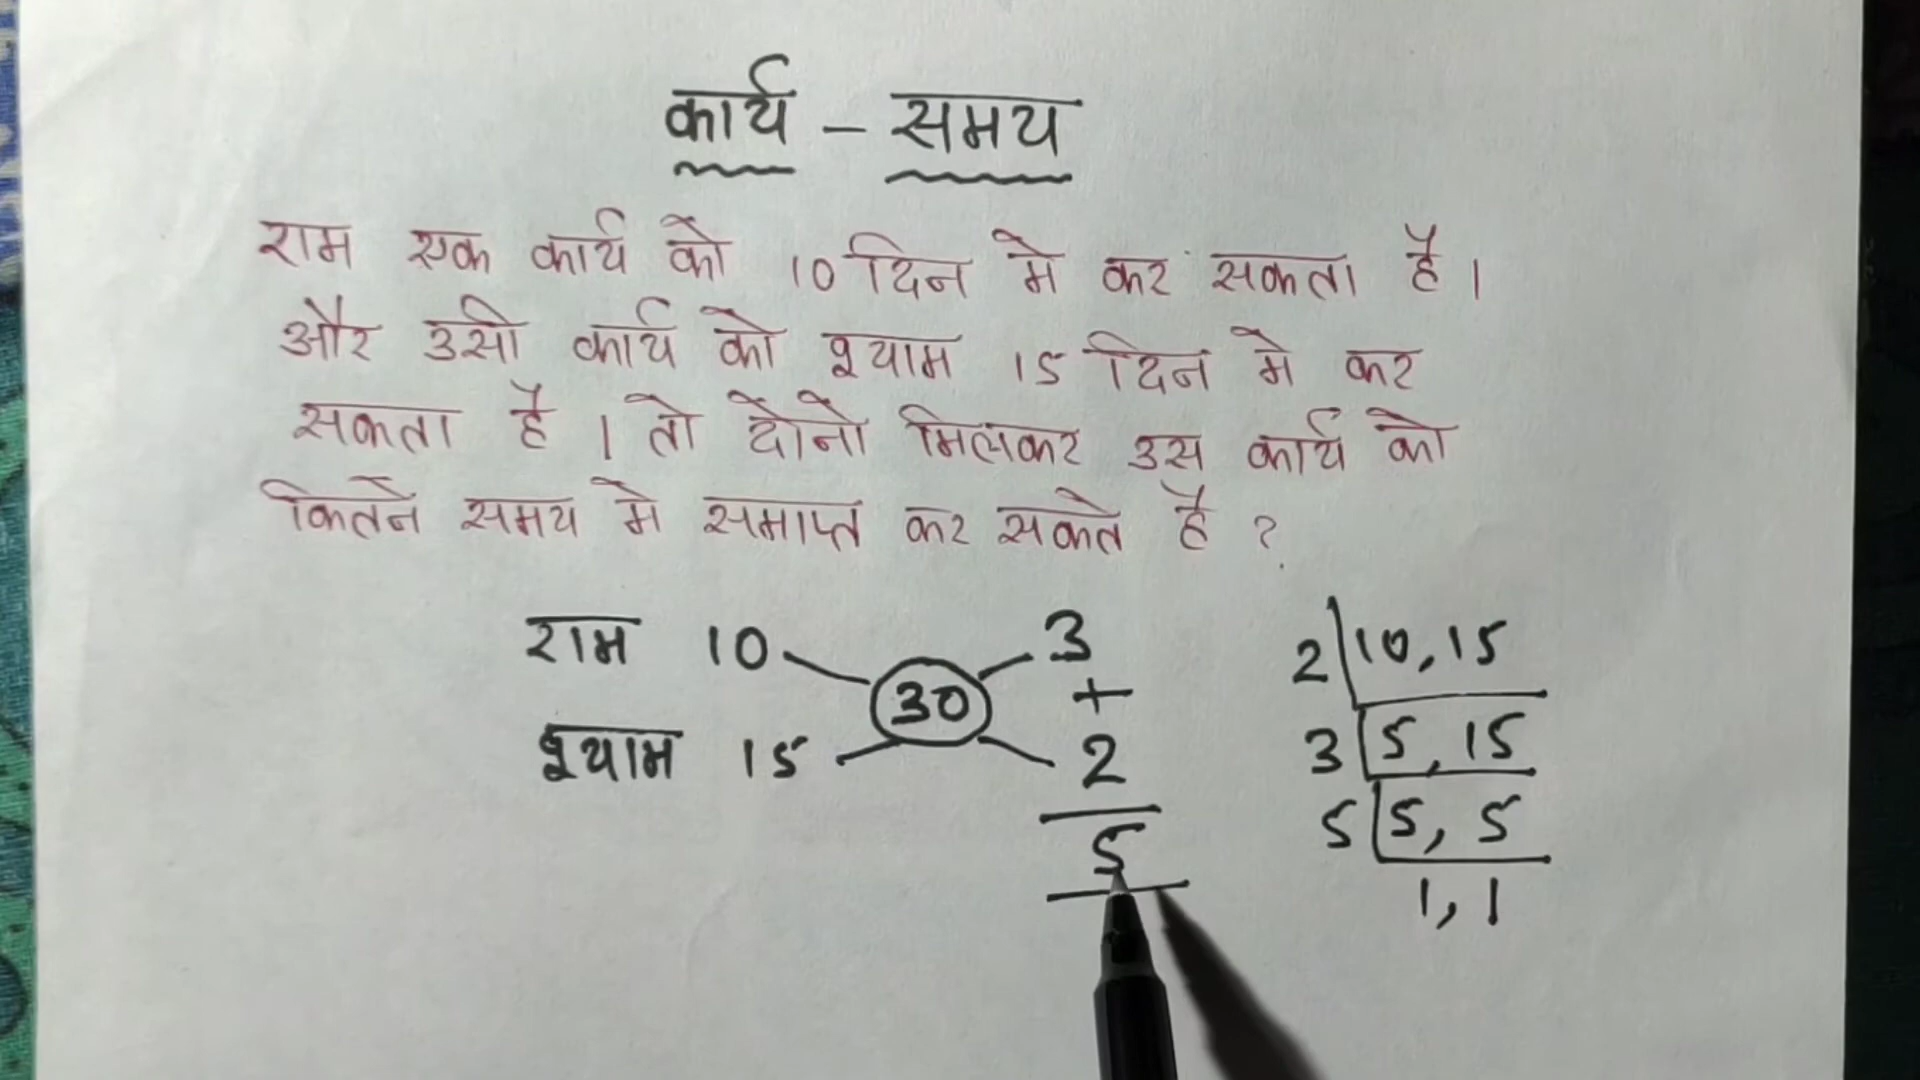 कार्य - समय
राम एक कार्य को 10 दिन मे कर सकता है।
और उसी कार्य को श्याम 15 दिन मे कर
सकता है। तो दोनो मिलकर उस कार्य को
कितने समय मे समाप्त कर सकते है ?
राम 10 30 3
+
श्याम 15 2
5
2 10, 15
3 5, 15
5 5, 5
1, 1